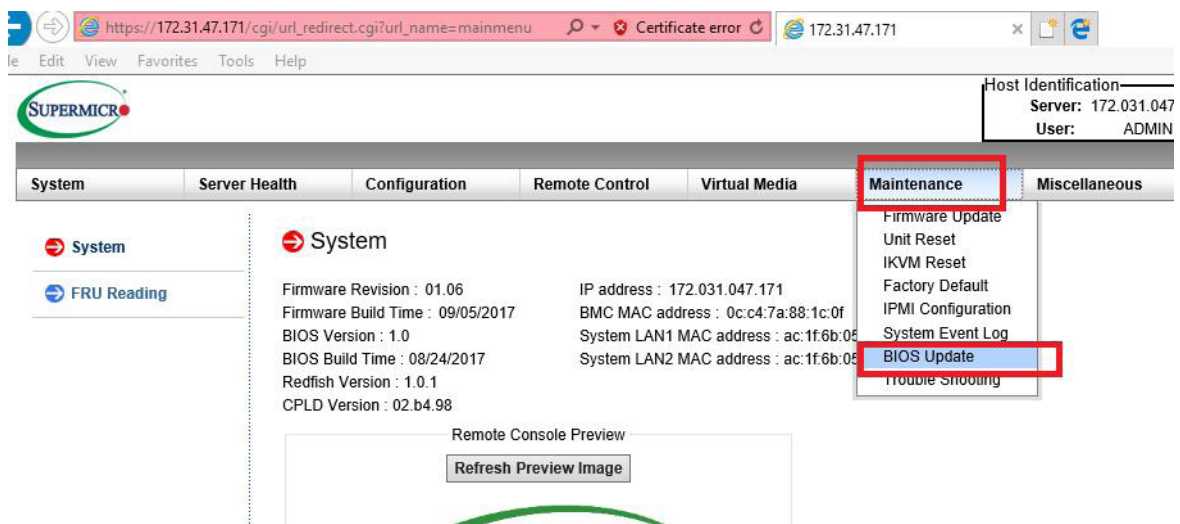 https://172.31.47.171/cgi/url_redirect.cgi?url_name=mainmenu Certificate error 172.31.47.171
Edit View Favorites Tools Help
SUPERMICR
Host Identification
Server: 172.031.047
User: ADMIN
System Server Health Configuration Remote Control Virtual Media Maintenance Miscellaneous
Firmware Update
Unit Reset
IKVM Reset
Factory Default
IPMI Configuration
System Event Log
BIOS Update
Trouble Shooting
System
FRU Reading
System
Firmware Revision : 01.06
Firmware Build Time : 09/05/2017
BIOS Version : 1.0
BIOS Build Time : 08/24/2017
Redfish Version : 1.0.1
CPLD Version : 02.b4.98
IP address : 172.031.047.171
BMC MAC address : 0c:c4:7a:88:1c:0f
System LAN1 MAC address : ac:1f:6b:05
System LAN2 MAC address : ac:1f:6b:05
Remote Console Preview
Refresh Preview Image